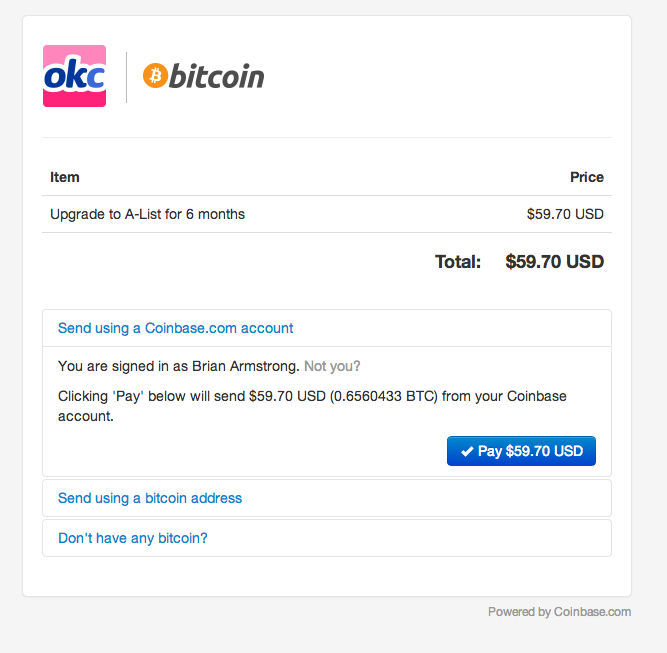 okc bitcoin
Item Price
Upgrade to A-List for 6 months $59.70 USD
Total: $59.70 USD
Send using a Coinbase.com account
You are signed in as Brian Armstrong. Not you?
Clicking 'Pay' below will send $59.70 USD (0.6560433 BTC) from your Coinbase
account.
Pay $59.70 USD
Send using a bitcoin address
Don't have any bitcoin?
Powered by Coinbase.com